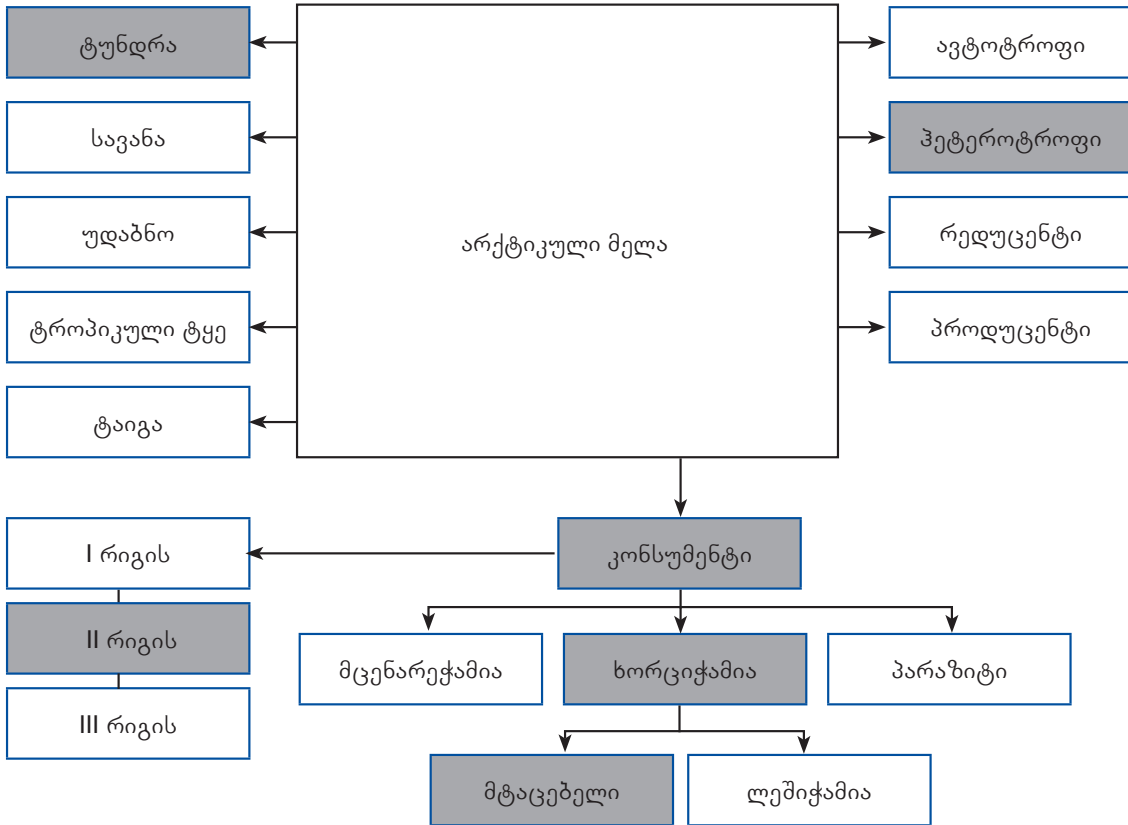 ტუნდრა
ავტოტროფი
სავანა
ჰეტეროტროფი
უდაბნო
არქტიკული მელა
რედუცენტი
ტროპიკული ტყე
პროდუცენტი
ტაიგა
I რიგის
კონსუმენტი
II რიგის
მცენარეჭამია
ხორციჭამია
პარაზიტი
III რიგის
მტაცებელი
ლეშიჭამია